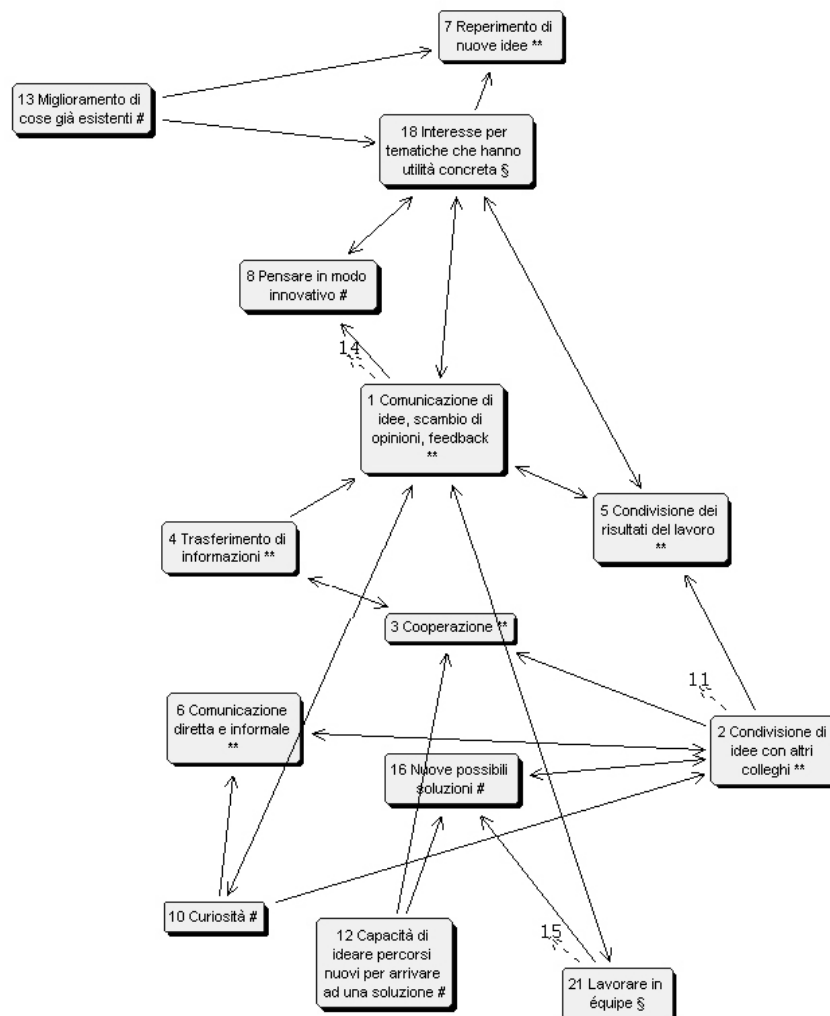 7 Reperimento di
nuove idee **
13 Miglioramento di
cose già esistenti #
18 Interesse per
tematiche che hanno
utilità concreta §
8 Pensare in modo
innovativo #
14
1 Comunicazione di
idee, scambio di
opinioni, feedback
**
5 Condivisione dei
risultati del lavoro
**
4 Trasferimento di
informazioni **
3 Cooperazione **
11
6 Comunicazione
diretta e informale
**
2 Condivisione di
idee con altri
colleghi **
16 Nuove possibili
soluzioni #
10 Curiosità #
12 Capacità di
ideare percorsi
nuovi per arrivare
ad una soluzione #
15
21 Lavorare in
équipe §